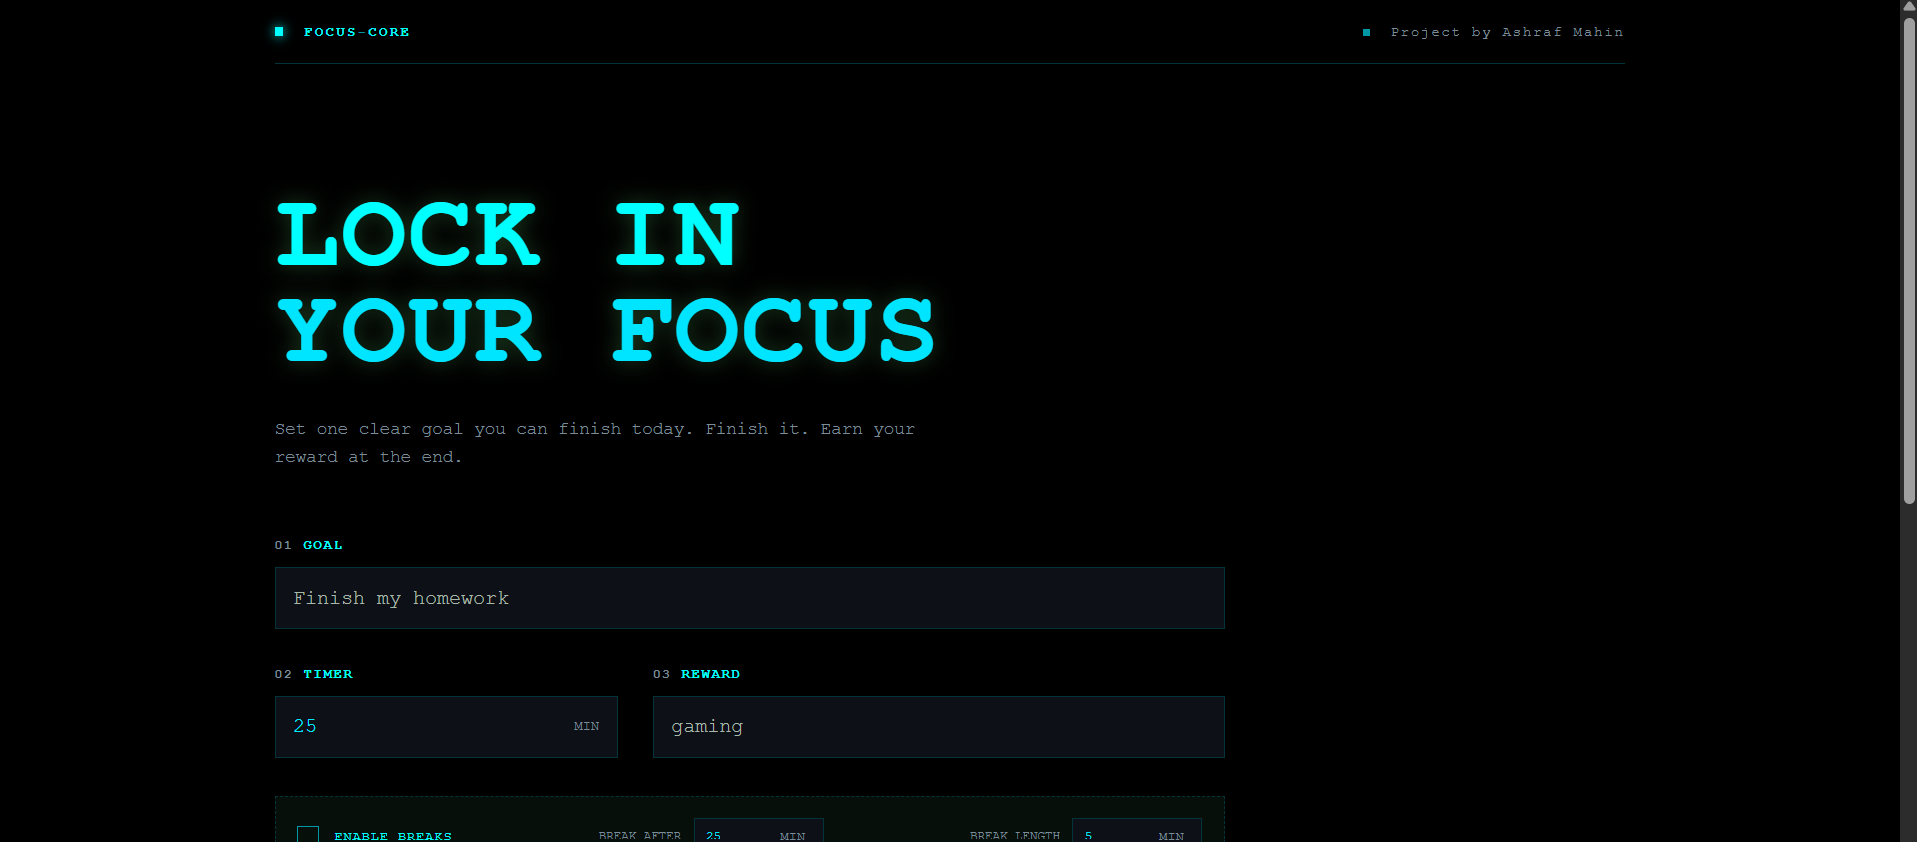 FOCUS-CORE
Project by Ashraf Mahin
LOCK IN
YOUR FOCUS
Set one clear goal you can finish today. Finish it. Earn your
reward at the end.
01 GOAL
Finish my homework
02 TIMER
03 REWARD
25 MIN
gaming
ENABLE BREAKS
BREAK AFTER 25 MIN
BREAK LENGTH 5 MIN